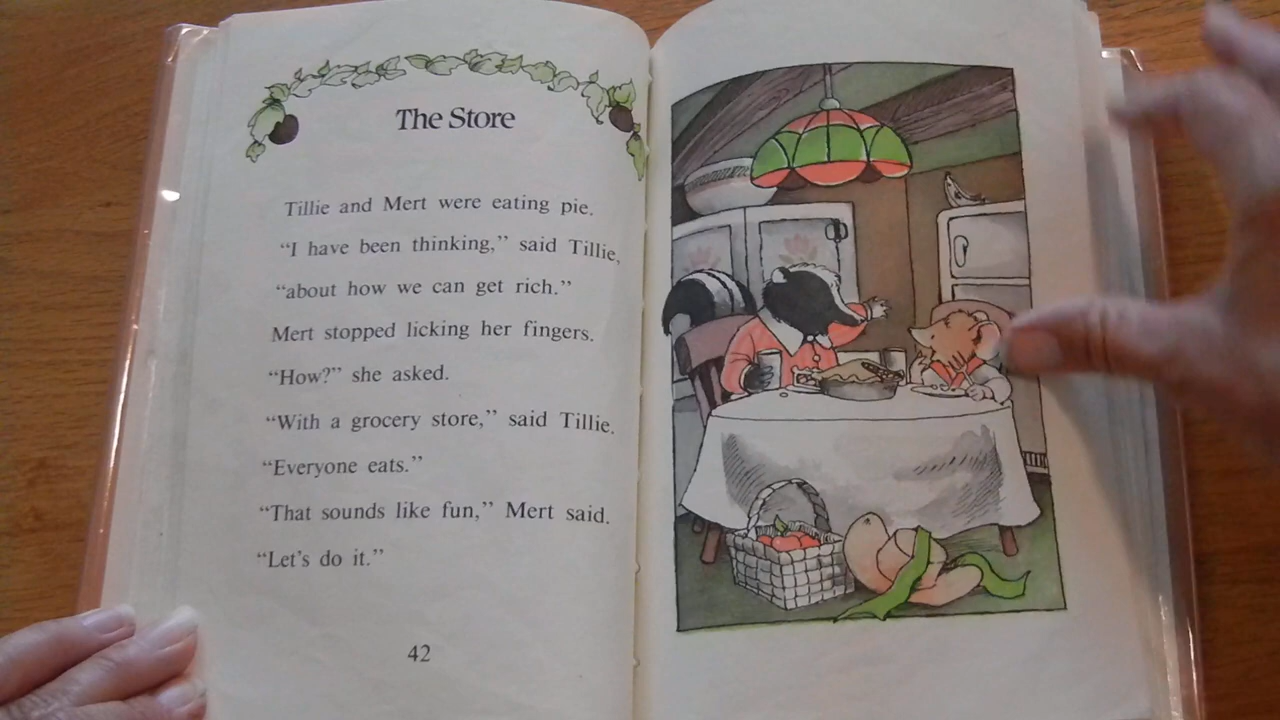 The Store
Tillie and Mert were eating pie.
“I have been thinking,” said Tillie,
“about how we can get rich.”
Mert stopped licking her fingers.
“How?” she asked.
“With a grocery store,” said Tillie.
“Everyone eats.”
“That sounds like fun,” Mert said.
“Let’s do it.”
42